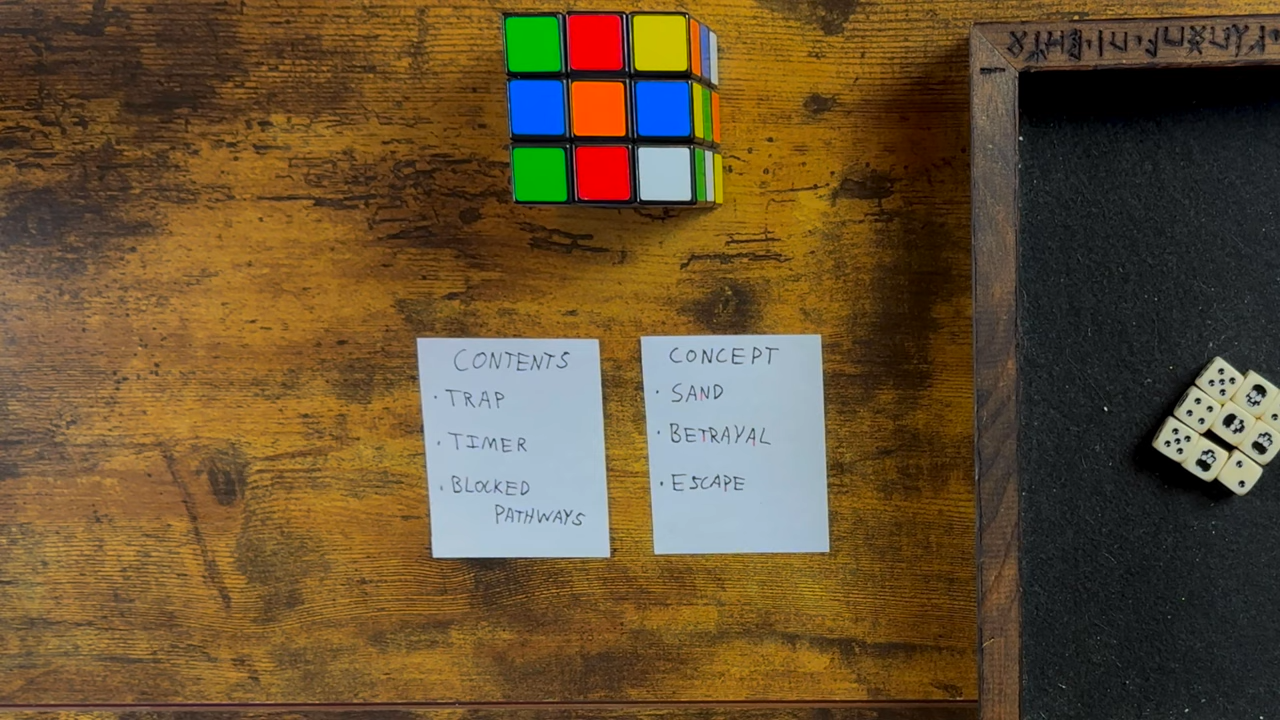 CONTENTS
· TRAP
· TIMER
· BLOCKED
PATHWAYS
CONCEPT
· SAND
· BETRAYAL
· ESCAPE